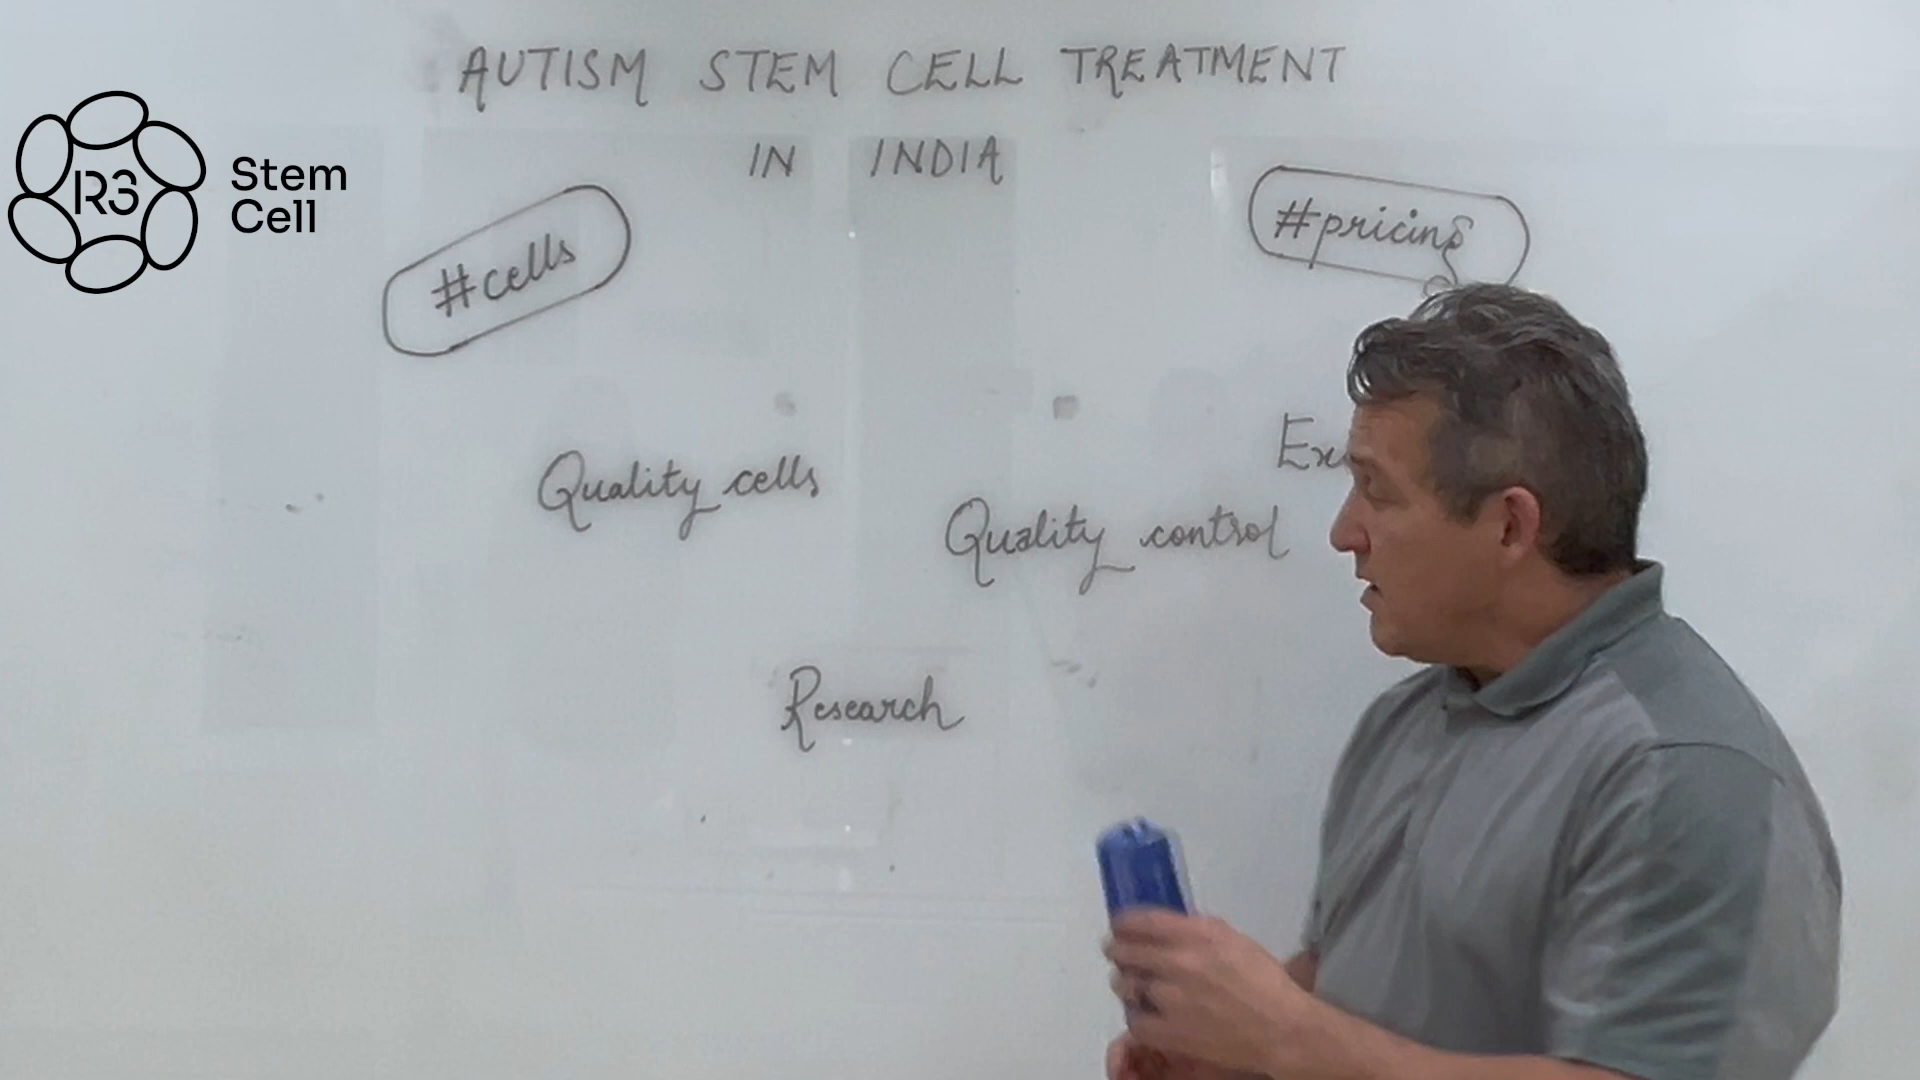 AUTISM STEM CELL TREATMENT
IN INDIA
R3
Stem
Cell
#cells
#pricing
Quality cells
Quality control
Research